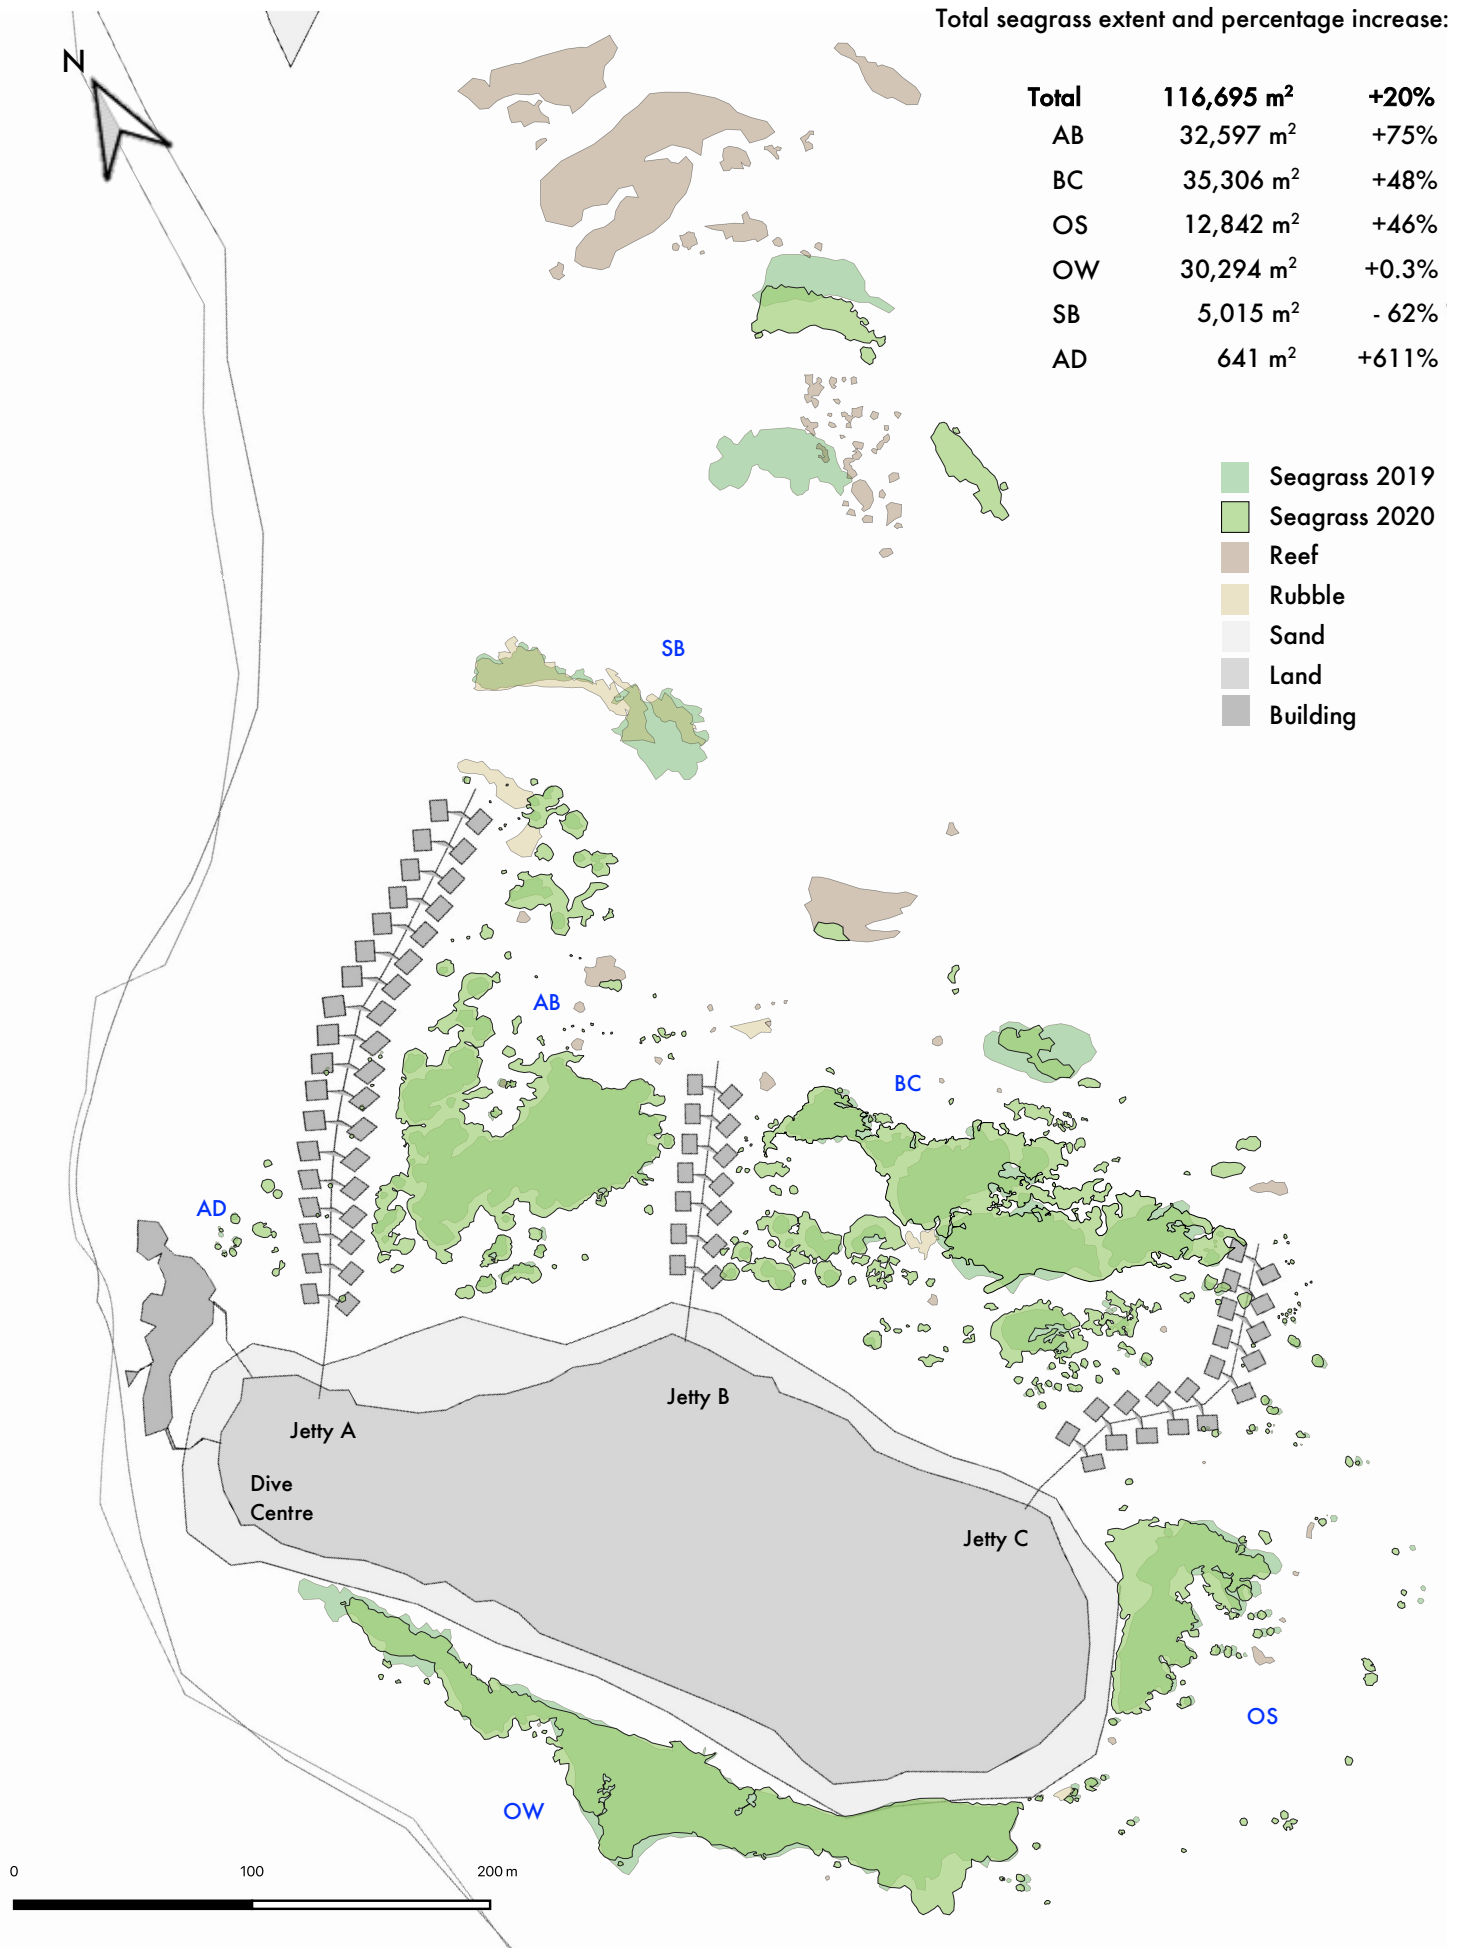 Total seagrass extent and percentage increase:
N
Total 116,695 m² +20%
AB 32,597 m² +75%
BC 35,306 m² +48%
OS 12,842 m² +46%
OW 30,294 m² +0.3%
SB 5,015 m² - 62%
AD 641 m² +611%
Seagrass 2019
Seagrass 2020
Reef
Rubble
Sand
Land
Building
SB
AB
BC
AD
Jetty B
Jetty A
Dive
Centre
Jetty C
OS
OW
0 100 200 m